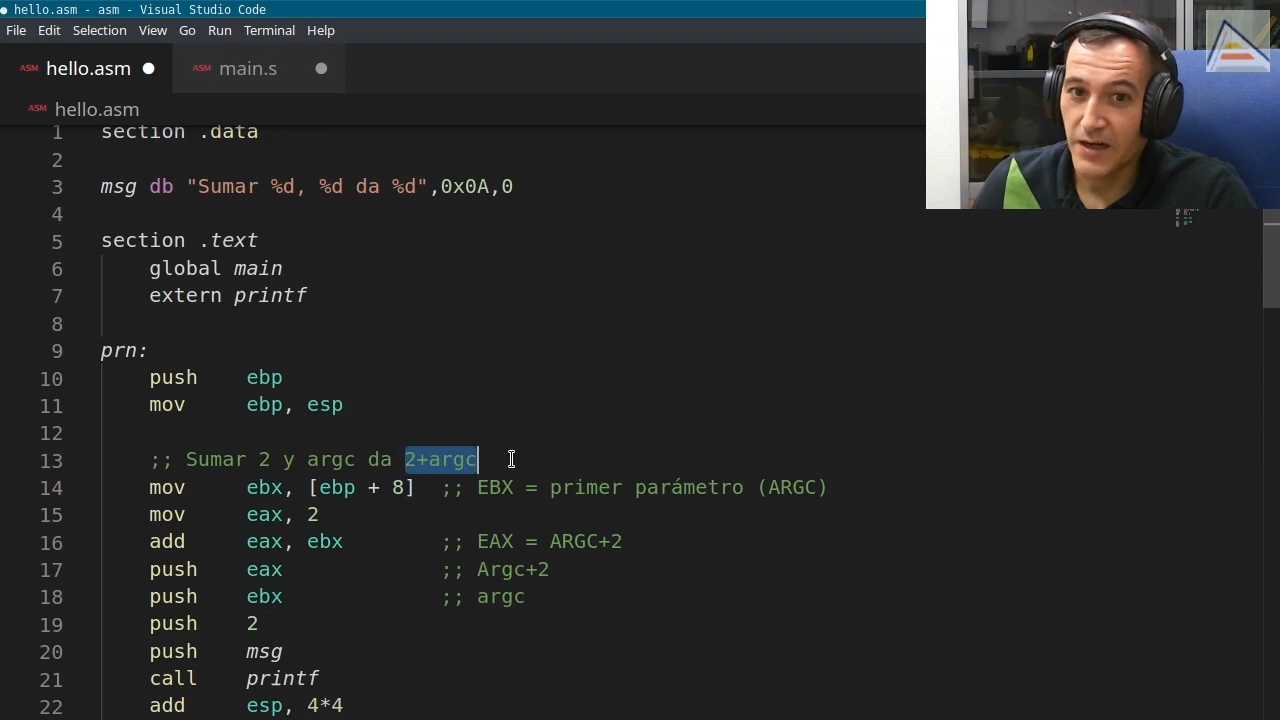 hello.asm - asm - Visual Studio Code
File Edit Selection View Go Run Terminal Help
ASM hello.asm
ASM main.s
ASM hello.asm
1 section .data
2
3 msg db "Sumar %d, %d da %d",0x0A,0
4
5 section .text
6 global main
7 extern printf
8
9 prn:
10 push ebp
11 mov ebp, esp
12
13 ;; Sumar 2 y argc da 2+argc
14 mov ebx, [ebp + 8] ;; EBX = primer parámetro (ARGC)
15 mov eax, 2
16 add eax, ebx ;; EAX = ARGC+2
17 push eax ;; Argc+2
18 push ebx ;; argc
19 push 2
20 push msg
21 call printf
22 add esp, 4*4